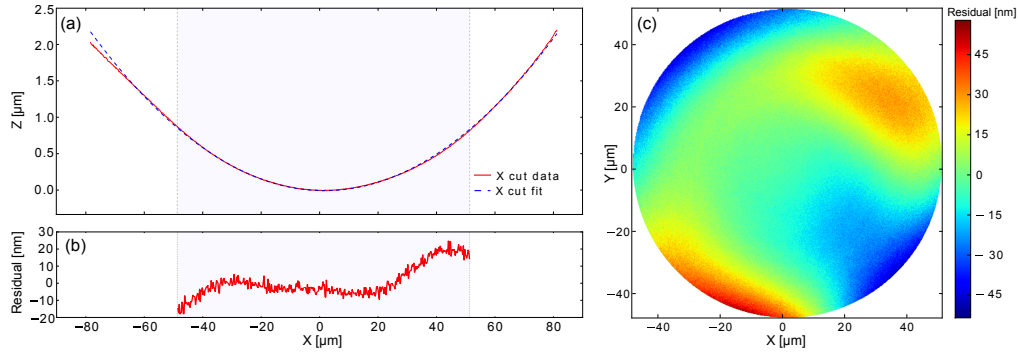 (a)
2.5
2.0
1.5
1.0
0.5
0.0
Z [µm]
X cut data
X cut fit
(b)
30
20
10
0
−10
−20
Residual [nm]
−80 −60 −40 −20 0 20 40 60 80
X [µm]
(c)
40
20
0
−20
−40
Y [µm]
−40 −20 0 20 40
X [µm]
Residual [nm]
45
30
15
0
−15
−30
−45